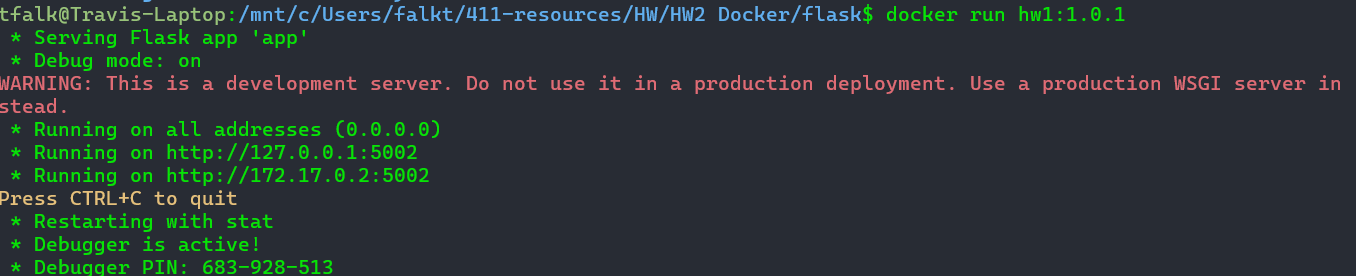 tfalk@Travis-Laptop:/mnt/c/Users/falkt/411-resources/HW/HW2 Docker/flask$ docker run hw1:1.0.1
 * Serving Flask app 'app'
 * Debug mode: on
WARNING: This is a development server. Do not use it in a production deployment. Use a production WSGI server in
stead.
 * Running on all addresses (0.0.0.0)
 * Running on http://127.0.0.1:5002
 * Running on http://172.17.0.2:5002
Press CTRL+C to quit
 * Restarting with stat
 * Debugger is active!
 * Debugger PIN: 683-928-513